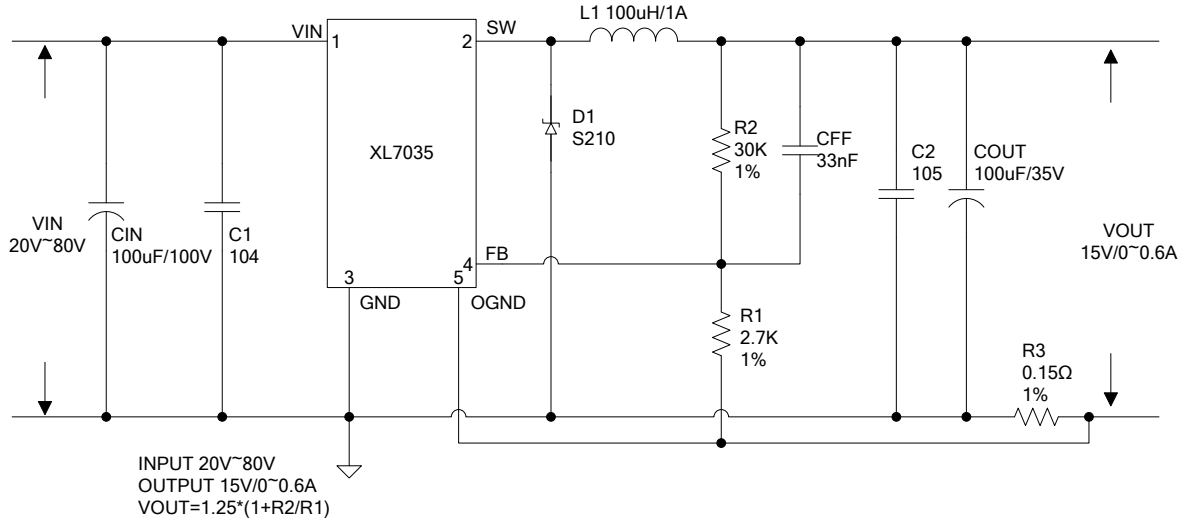 L1 100uH/1A
VIN
1
2
SW
XL7035
D1
S210
R2
30K
1%
CFF
33nF
C2
105
COUT
100uF/35V
VIN
20V~80V
CIN
100uF/100V
C1
104
VOUT
15V/0~0.6A
4
FB
3
GND
5
OGND
R1
2.7K
1%
R3
0.15Ω
1%
INPUT 20V~80V
OUTPUT 15V/0~0.6A
VOUT=1.25*(1+R2/R1)